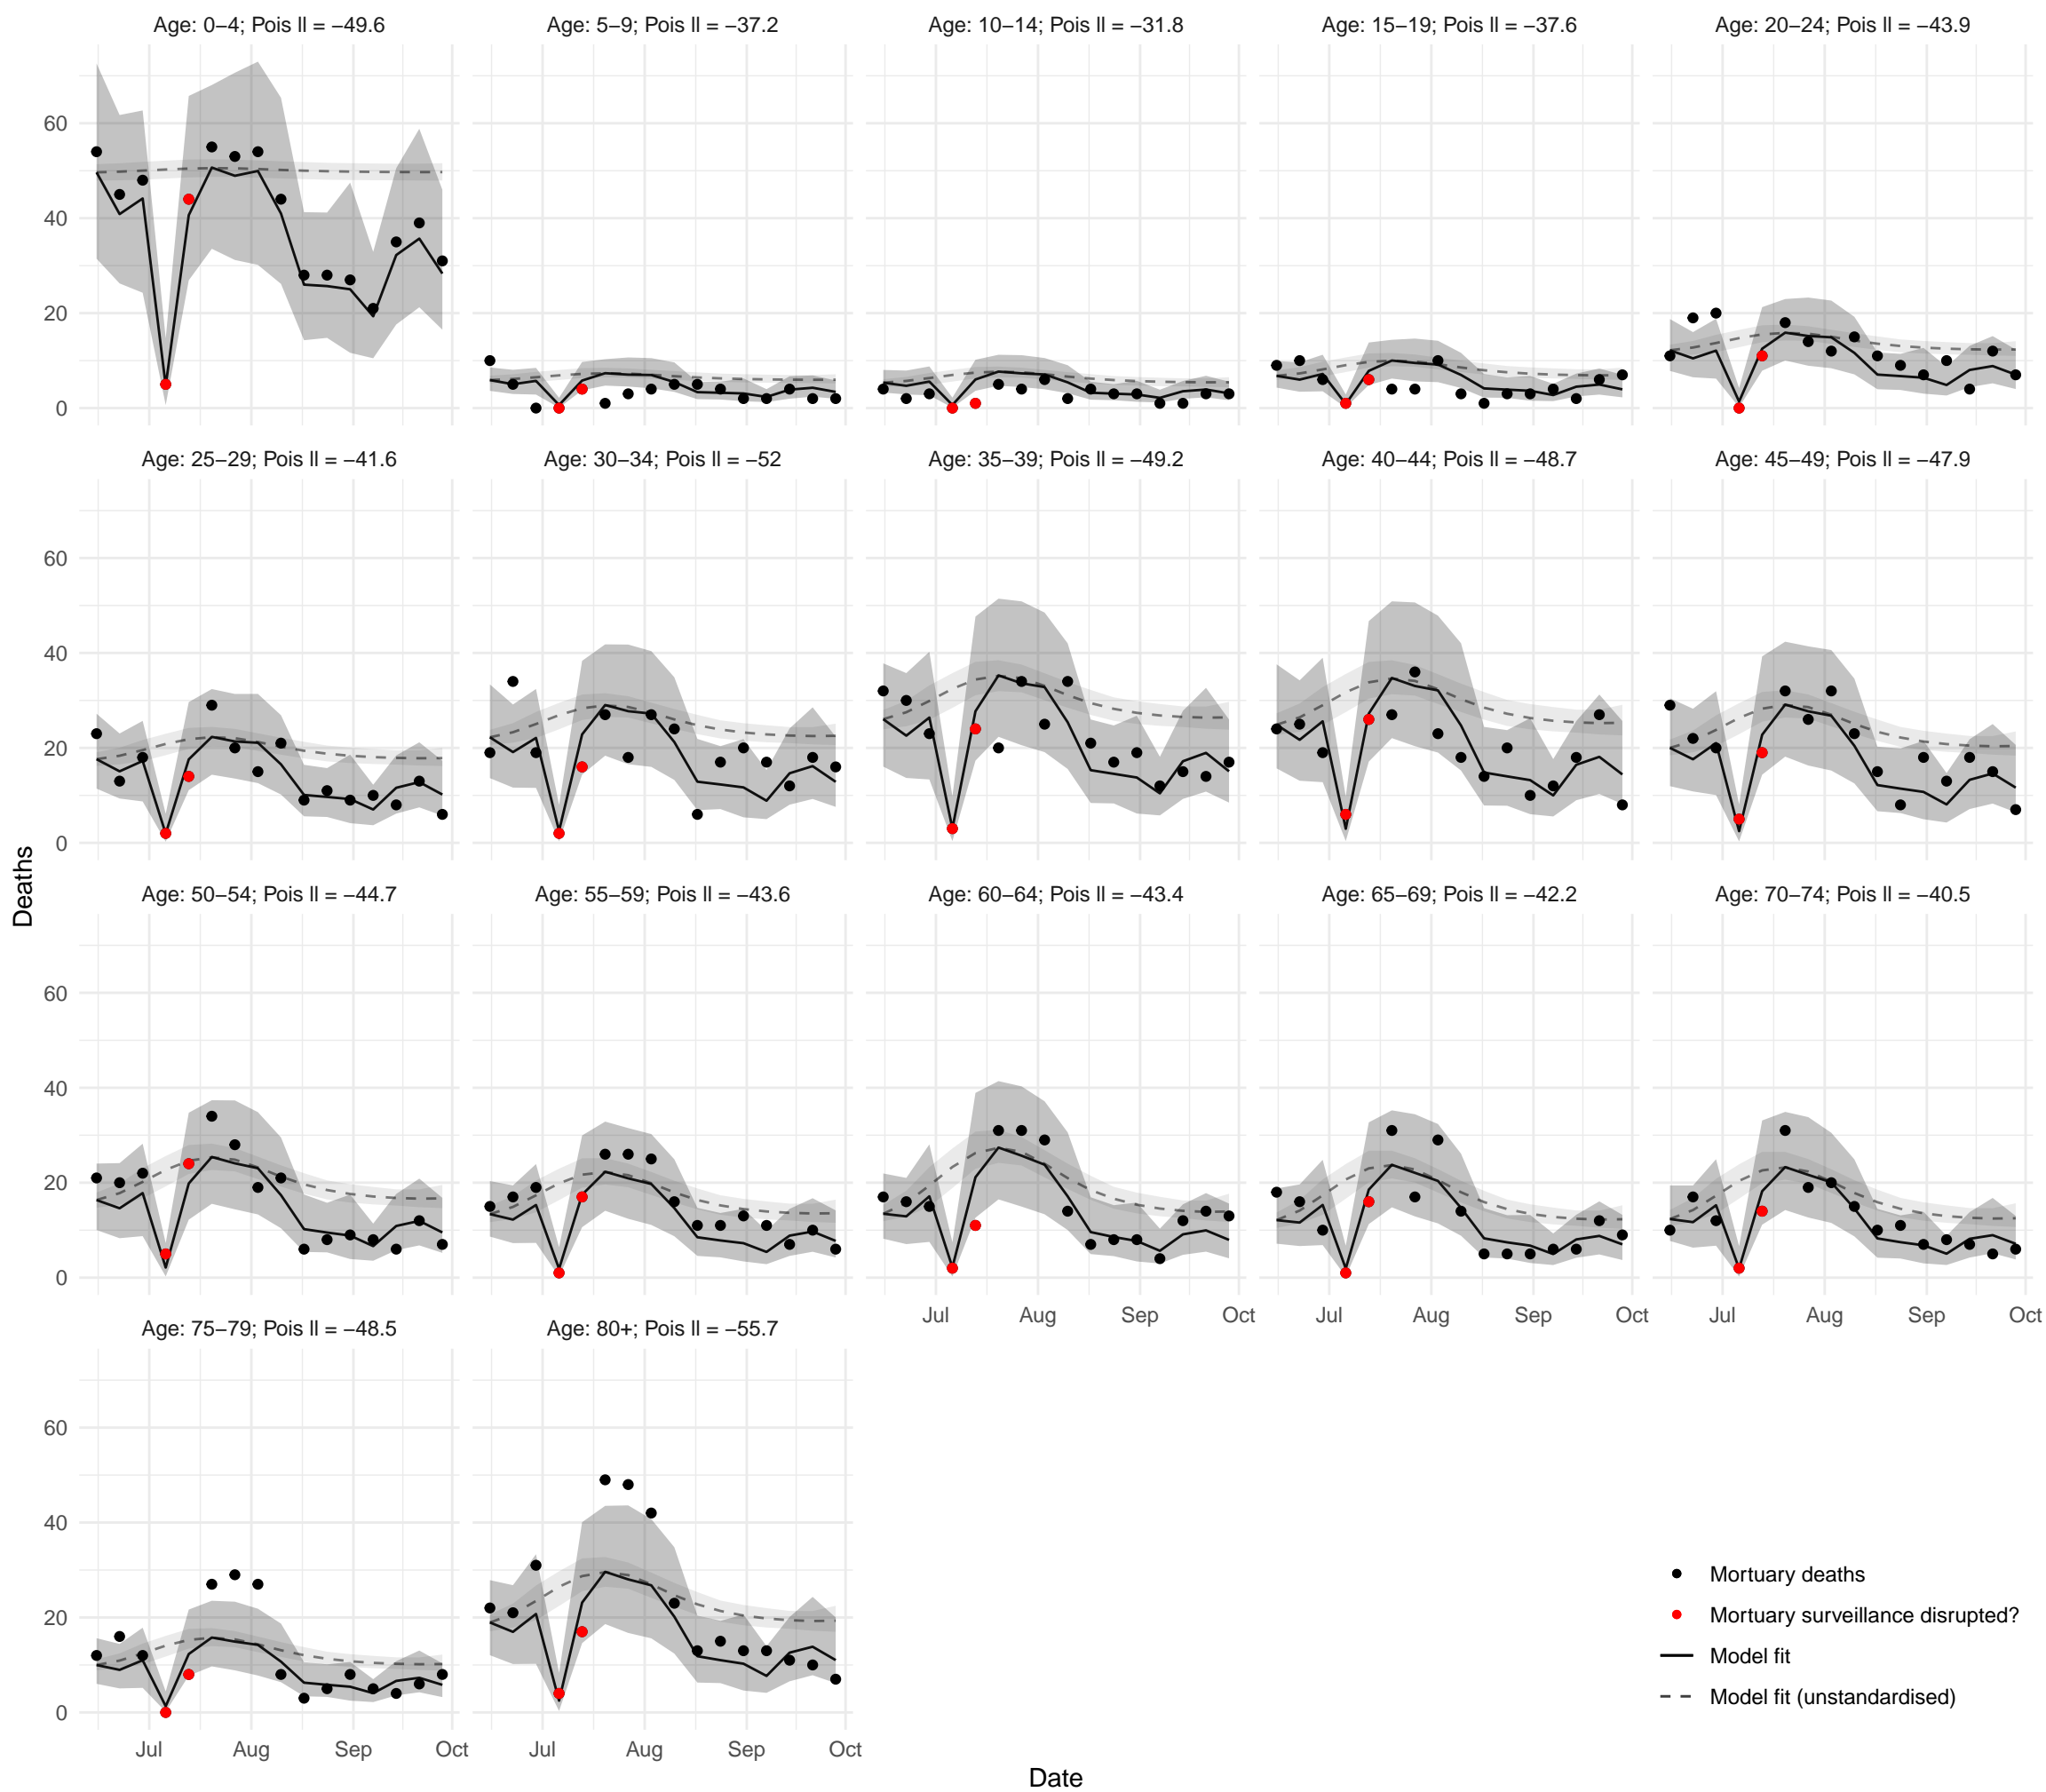 Age: 0–4; Pois ll = −49.6
Age: 5–9; Pois ll = −37.2
Age: 10–14; Pois ll = −31.8
Age: 15–19; Pois ll = −37.6
Age: 20–24; Pois ll = −43.9
60
40
20
0
Age: 25–29; Pois ll = −41.6
Age: 30–34; Pois ll = −52
Age: 35–39; Pois ll = −49.2
Age: 40–44; Pois ll = −48.7
Age: 45–49; Pois ll = −47.9
60
40
20
0
Deaths
Age: 50–54; Pois ll = −44.7
Age: 55–59; Pois ll = −43.6
Age: 60–64; Pois ll = −43.4
Age: 65–69; Pois ll = −42.2
Age: 70–74; Pois ll = −40.5
60
40
20
0
Jul Aug Sep Oct
Jul Aug Sep Oct
Jul Aug Sep Oct
Age: 75–79; Pois ll = −48.5
Age: 80+; Pois ll = −55.7
60
40
20
0
Jul Aug Sep Oct
Jul Aug Sep Oct
Mortuary deaths
Mortuary surveillance disrupted?
Model fit
Model fit (unstandardised)
Date